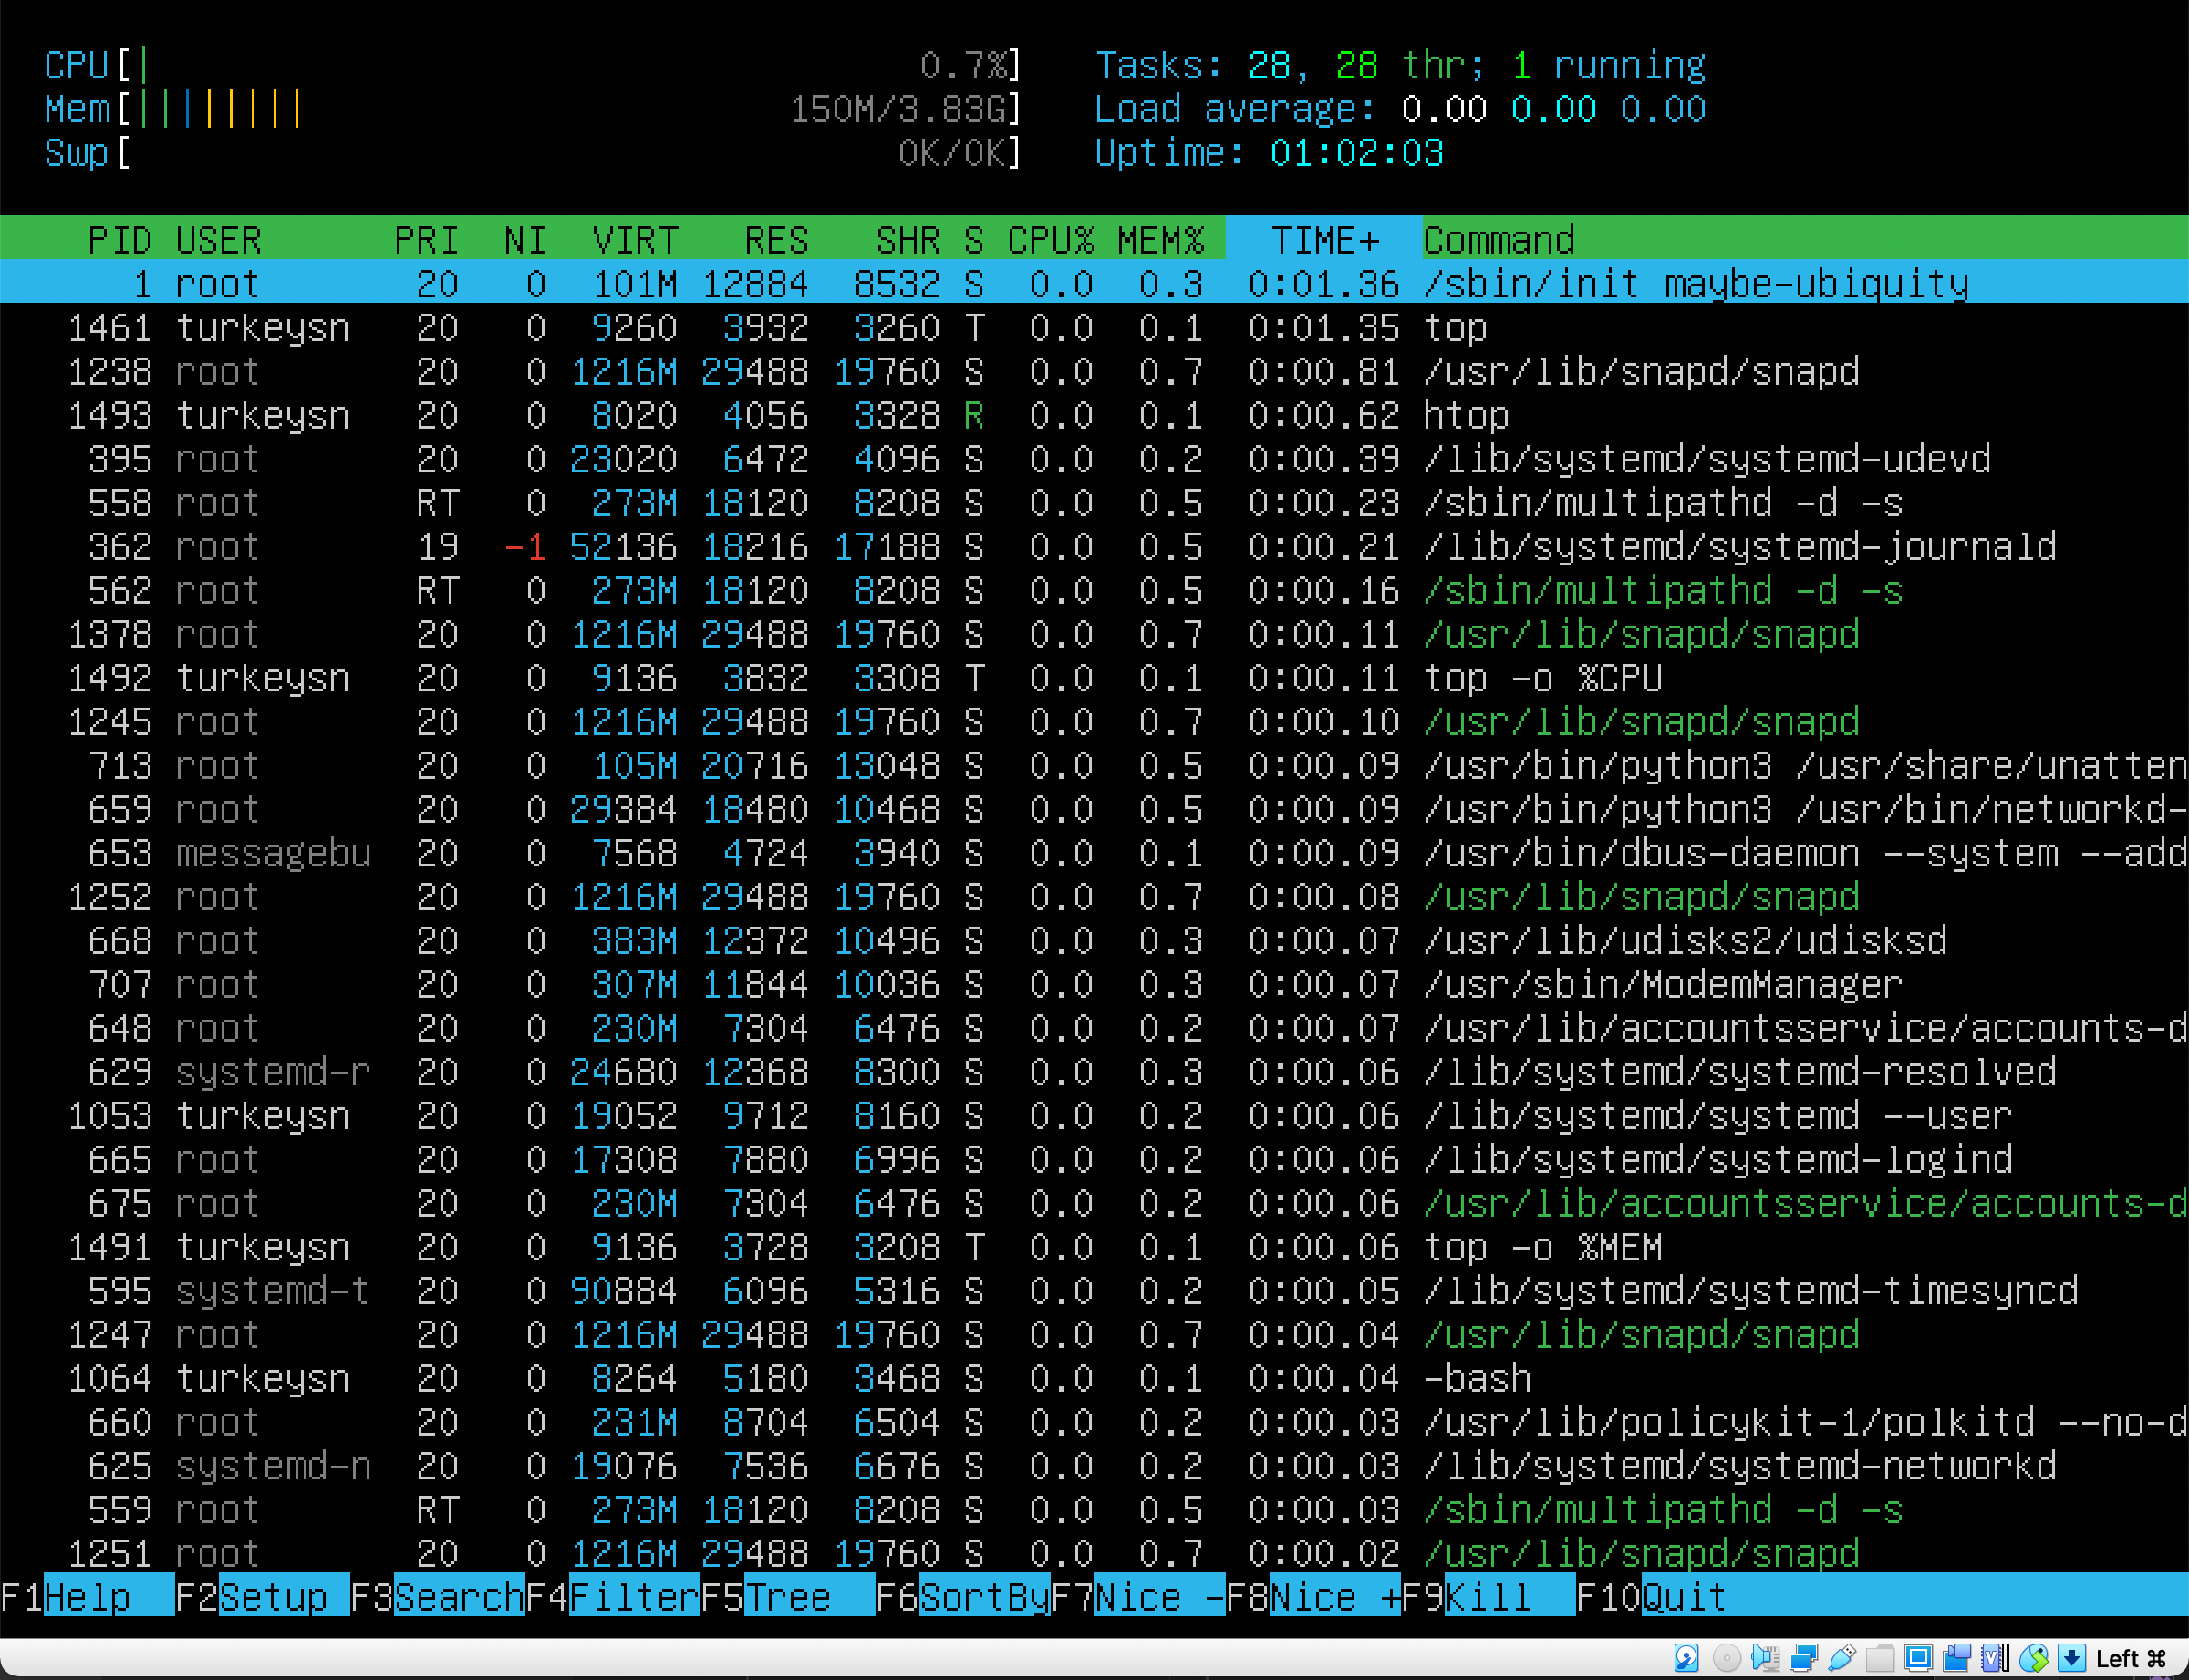 CPU[| 0.7%] Tasks: 28, 28 thr; 1 running
Mem[|||||||| 150M/3.83G] Load average: 0.00 0.00 0.00
Swp[ 0K/0K] Uptime: 01:02:03
PID USER PRI NI VIRT RES SHR S CPU% MEM% TIME+ Command
1 root 20 0 101M 12884 8532 S 0.0 0.3 0:01.36 /sbin/init maybe-ubiquity
1461 turkeysn 20 0 9260 3932 3260 T 0.0 0.1 0:01.35 top
1238 root 20 0 1216M 29488 19760 S 0.0 0.7 0:00.81 /usr/lib/snapd/snapd
1493 turkeysn 20 0 8020 4056 3328 R 0.0 0.1 0:00.62 htop
395 root 20 0 23020 6472 4096 S 0.0 0.2 0:00.39 /lib/systemd/systemd-udevd
558 root RT 0 273M 18120 8208 S 0.0 0.5 0:00.23 /sbin/multipathd -d -s
362 root 19 -1 52136 18216 17188 S 0.0 0.5 0:00.21 /lib/systemd/systemd-journald
562 root RT 0 273M 18120 8208 S 0.0 0.5 0:00.16 /sbin/multipathd -d -s
1378 root 20 0 1216M 29488 19760 S 0.0 0.7 0:00.11 /usr/lib/snapd/snapd
1492 turkeysn 20 0 9136 3832 3308 T 0.0 0.1 0:00.11 top -o %CPU
1245 root 20 0 1216M 29488 19760 S 0.0 0.7 0:00.10 /usr/lib/snapd/snapd
713 root 20 0 105M 20716 13048 S 0.0 0.5 0:00.09 /usr/bin/python3 /usr/share/unatten
659 root 20 0 29384 18480 10468 S 0.0 0.5 0:00.09 /usr/bin/python3 /usr/bin/networkd-
653 messagebu 20 0 7568 4724 3940 S 0.0 0.1 0:00.09 /usr/bin/dbus-daemon --system --add
1252 root 20 0 1216M 29488 19760 S 0.0 0.7 0:00.08 /usr/lib/snapd/snapd
668 root 20 0 383M 12372 10496 S 0.0 0.3 0:00.07 /usr/lib/udisks2/udisksd
707 root 20 0 307M 11844 10036 S 0.0 0.3 0:00.07 /usr/sbin/ModemManager
648 root 20 0 230M 7304 6476 S 0.0 0.2 0:00.07 /usr/lib/accountsservice/accounts-d
629 systemd-r 20 0 24680 12368 8300 S 0.0 0.3 0:00.06 /lib/systemd/systemd-resolved
1053 turkeysn 20 0 19052 9712 8160 S 0.0 0.2 0:00.06 /lib/systemd/systemd --user
665 root 20 0 17308 7880 6996 S 0.0 0.2 0:00.06 /lib/systemd/systemd-logind
675 root 20 0 230M 7304 6476 S 0.0 0.2 0:00.06 /usr/lib/accountsservice/accounts-d
1491 turkeysn 20 0 9136 3728 3208 T 0.0 0.1 0:00.06 top -o %MEM
595 systemd-t 20 0 90884 6096 5316 S 0.0 0.2 0:00.05 /lib/systemd/systemd-timesyncd
1247 root 20 0 1216M 29488 19760 S 0.0 0.7 0:00.04 /usr/lib/snapd/snapd
1064 turkeysn 20 0 8264 5180 3468 S 0.0 0.1 0:00.04 -bash
660 root 20 0 231M 8704 6504 S 0.0 0.2 0:00.03 /usr/lib/policykit-1/polkitd --no-d
625 systemd-n 20 0 19076 7536 6676 S 0.0 0.2 0:00.03 /lib/systemd/systemd-networkd
559 root RT 0 273M 18120 8208 S 0.0 0.5 0:00.03 /sbin/multipathd -d -s
1251 root 20 0 1216M 29488 19760 S 0.0 0.7 0:00.02 /usr/lib/snapd/snapd
F1Help F2Setup F3SearchF4FilterF5Tree F6SortByF7Nice -F8Nice +F9Kill F10Quit
Left ⌘